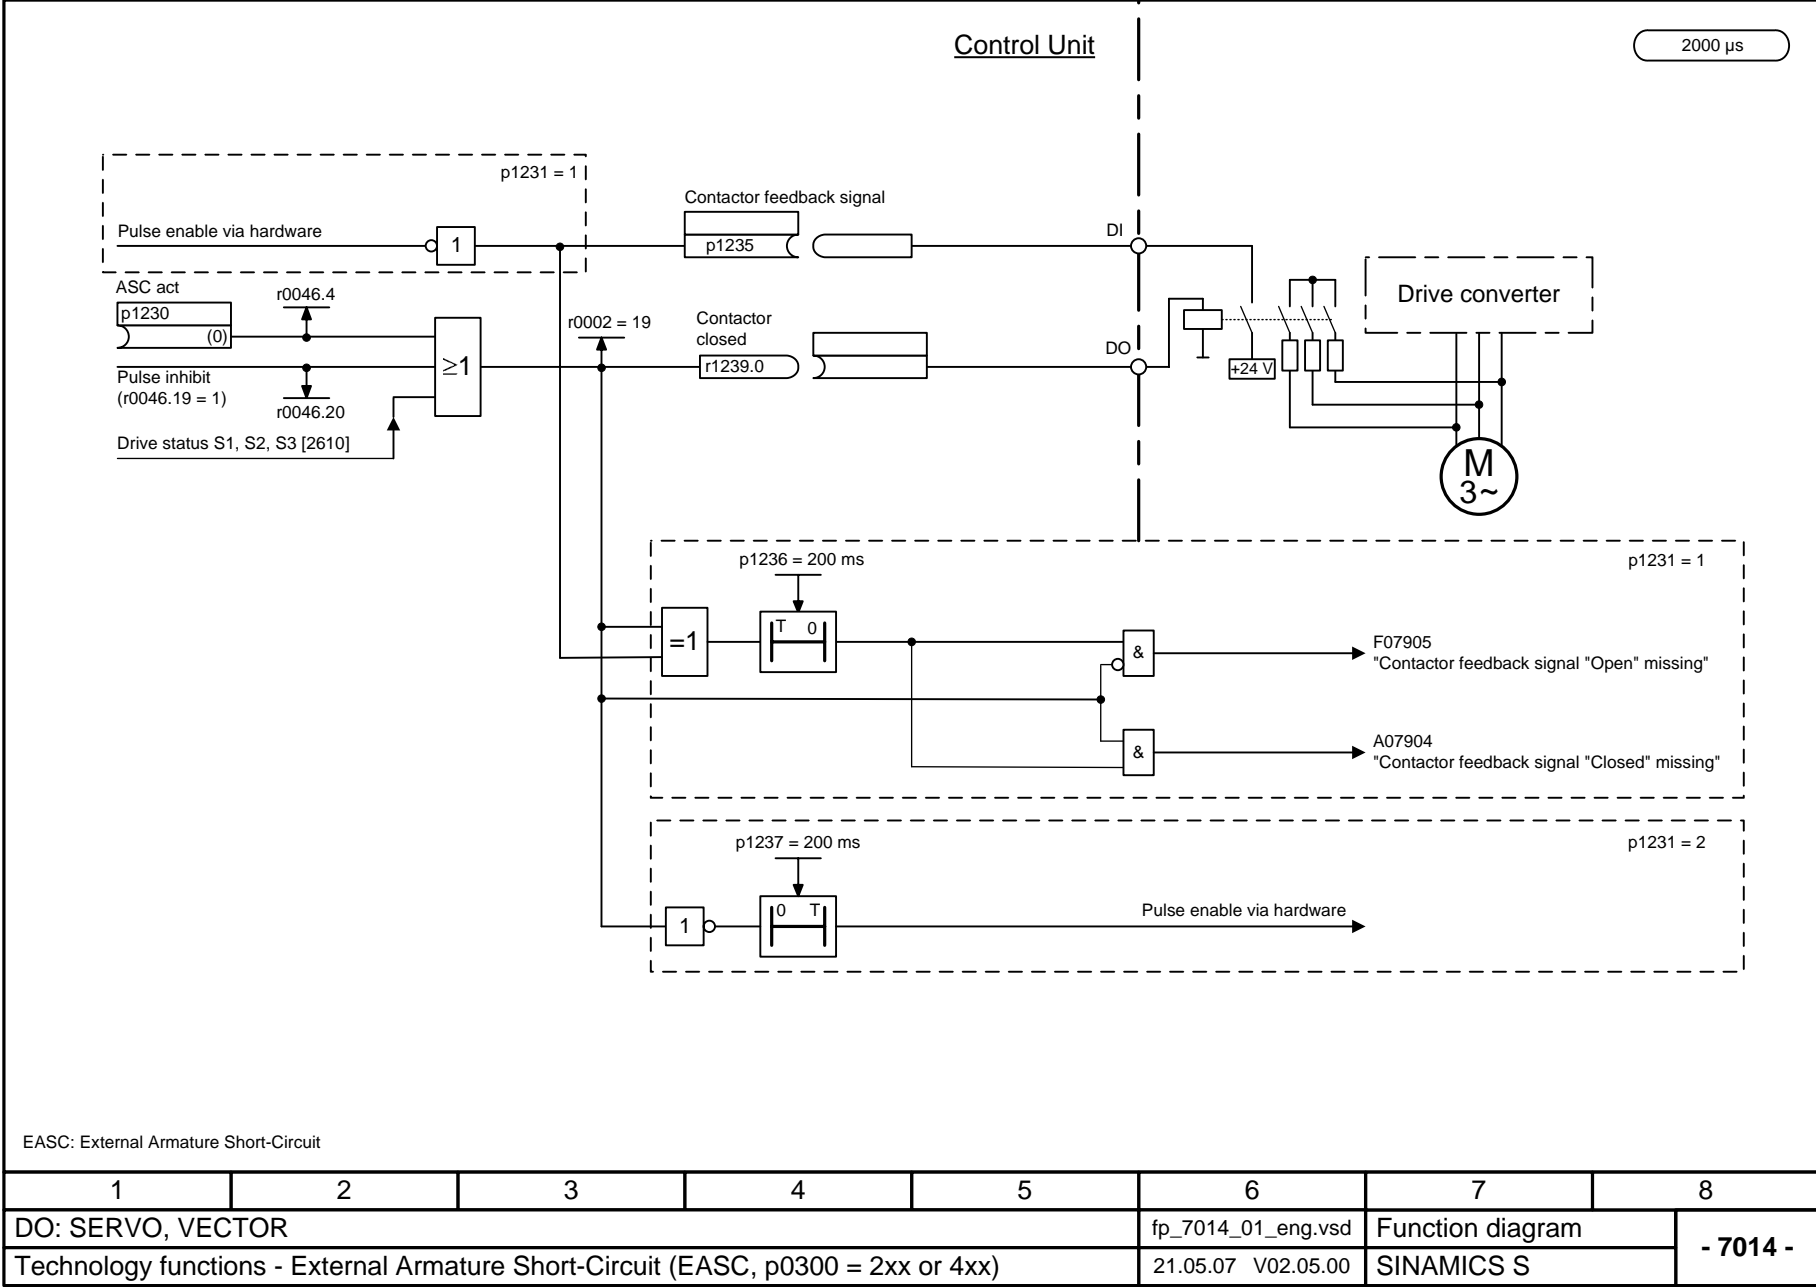 Control Unit
2000 µs
p1231 = 1
Pulse enable via hardware
1
Contactor feedback signal
p1235
DI
ASC act
p1230
(0)
r0046.4
Pulse inhibit
(r0046.19 = 1)
r0046.20
Drive status S1, S2, S3 [2610]
≥1
r0002 = 19
Contactor
closed
r1239.0
DO
+24 V
Drive converter
M
3~
p1231 = 1
p1236 = 200 ms
=1
T 0
&
F07905
"Contactor feedback signal "Open" missing"
&
A07904
"Contactor feedback signal "Closed" missing"
p1231 = 2
p1237 = 200 ms
1
0 T
Pulse enable via hardware
EASC: External Armature Short-Circuit
1 2 3 4 5 6 7 8
DO: SERVO, VECTOR
fp_7014_01_eng.vsd
Function diagram
- 7014 -
Technology functions - External Armature Short-Circuit (EASC, p0300 = 2xx or 4xx)
21.05.07 V02.05.00
SINAMICS S